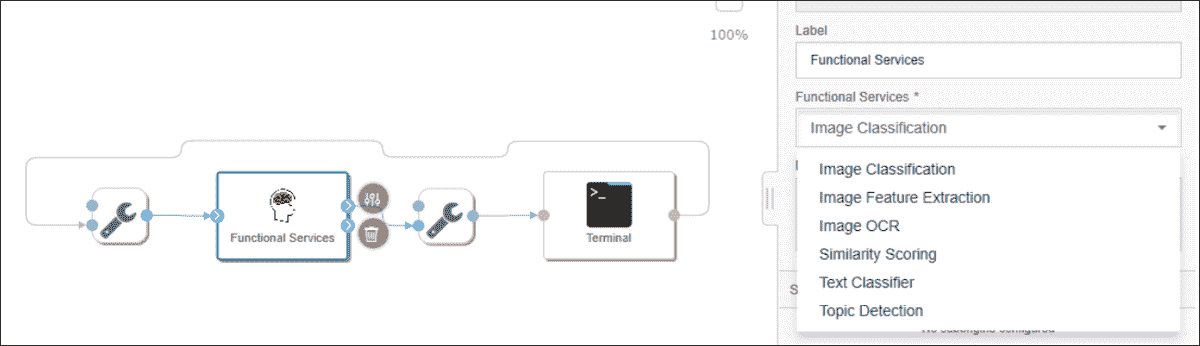 100%
Functional Services
>_
Terminal
Label
Functional Services
Functional Services *
Image Classification
Image Classification
Image Feature Extraction
Image OCR
Similarity Scoring
Text Classifier
Topic Detection
S